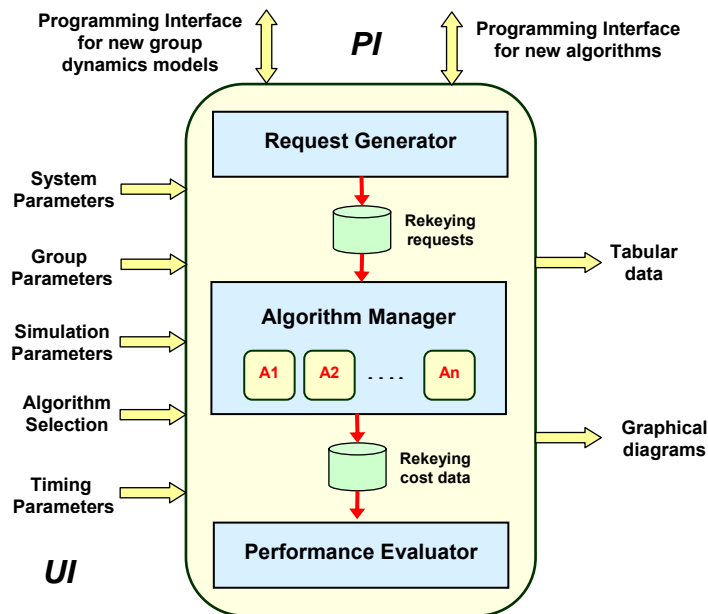 Programming Interface
for new group
dynamics models
PI
Programming Interface
for new algorithms
Request Generator
System
Parameters
Rekeying
requests
Group
Parameters
Tabular
data
Simulation
Parameters
Algorithm Manager
A1
A2
. . . .
An
Algorithm
Selection
Graphical
diagrams
Rekeying
cost data
Timing
Parameters
Performance Evaluator
UI